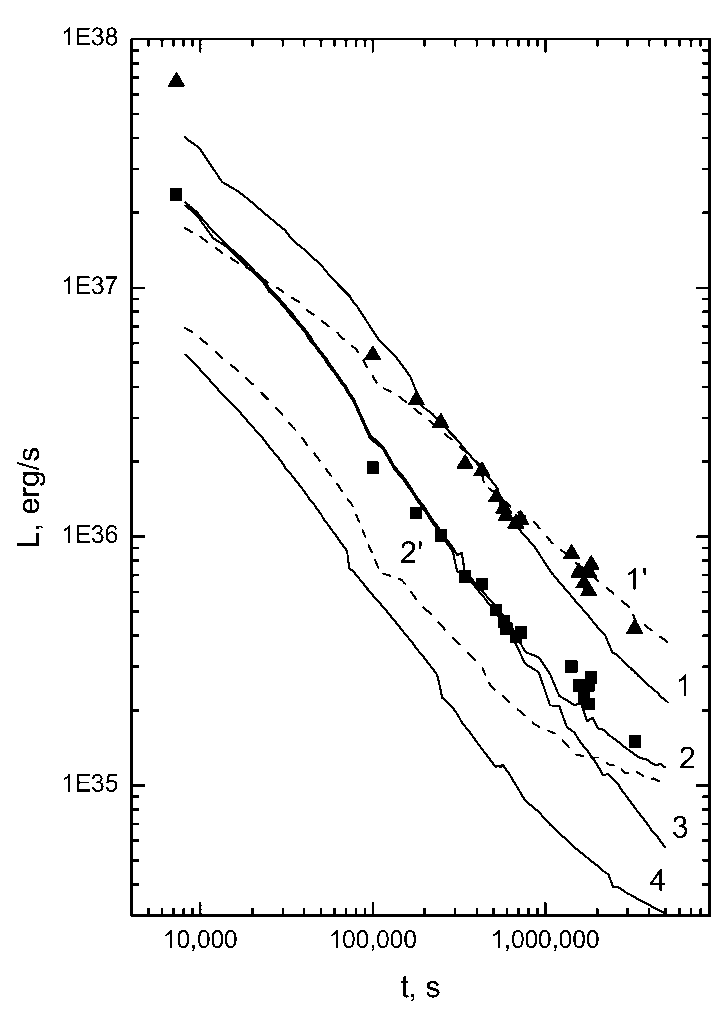 1E38
1E37
L, erg/s
1E36
2'
1'
1
2
1E35
3
4
10,000 100,000 1,000,000
t, s